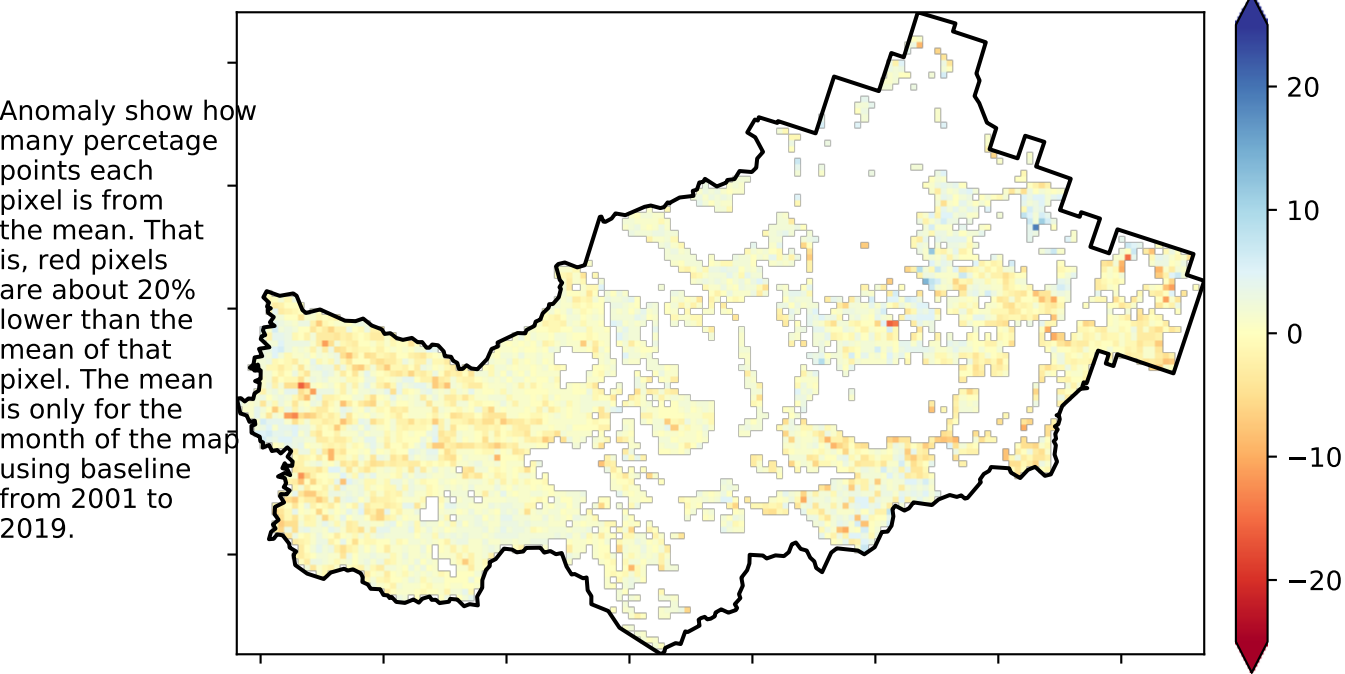 Anomaly show how
many percetage
points each
pixel is from
the mean. That
is, red pixels
are about 20%
lower than the
mean of that
pixel. The mean
is only for the
month of the map
using baseline
from 2001 to
2019.
20
10
0
−10
−20